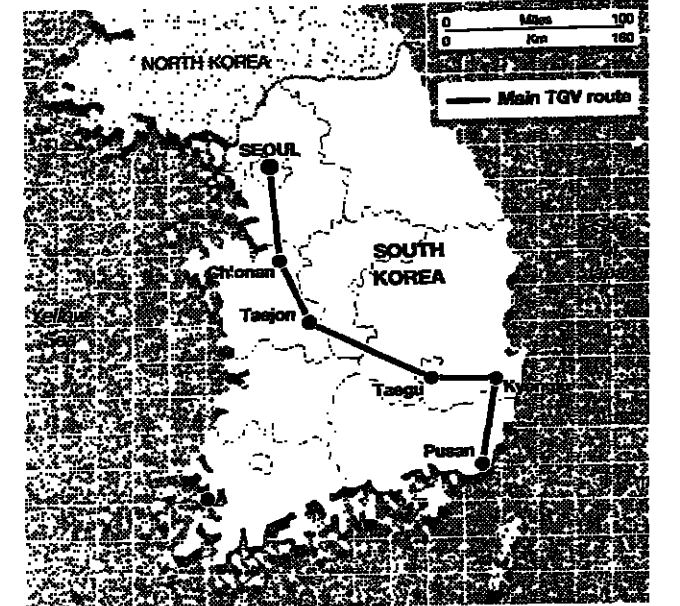 0 Miles 100
0 Km 160
Main TGV route
NORTH KOREA
SEOUL
SOUTH
KOREA
Ch'onan
Taejon
Yellow
Sea
Taegu
Pusan